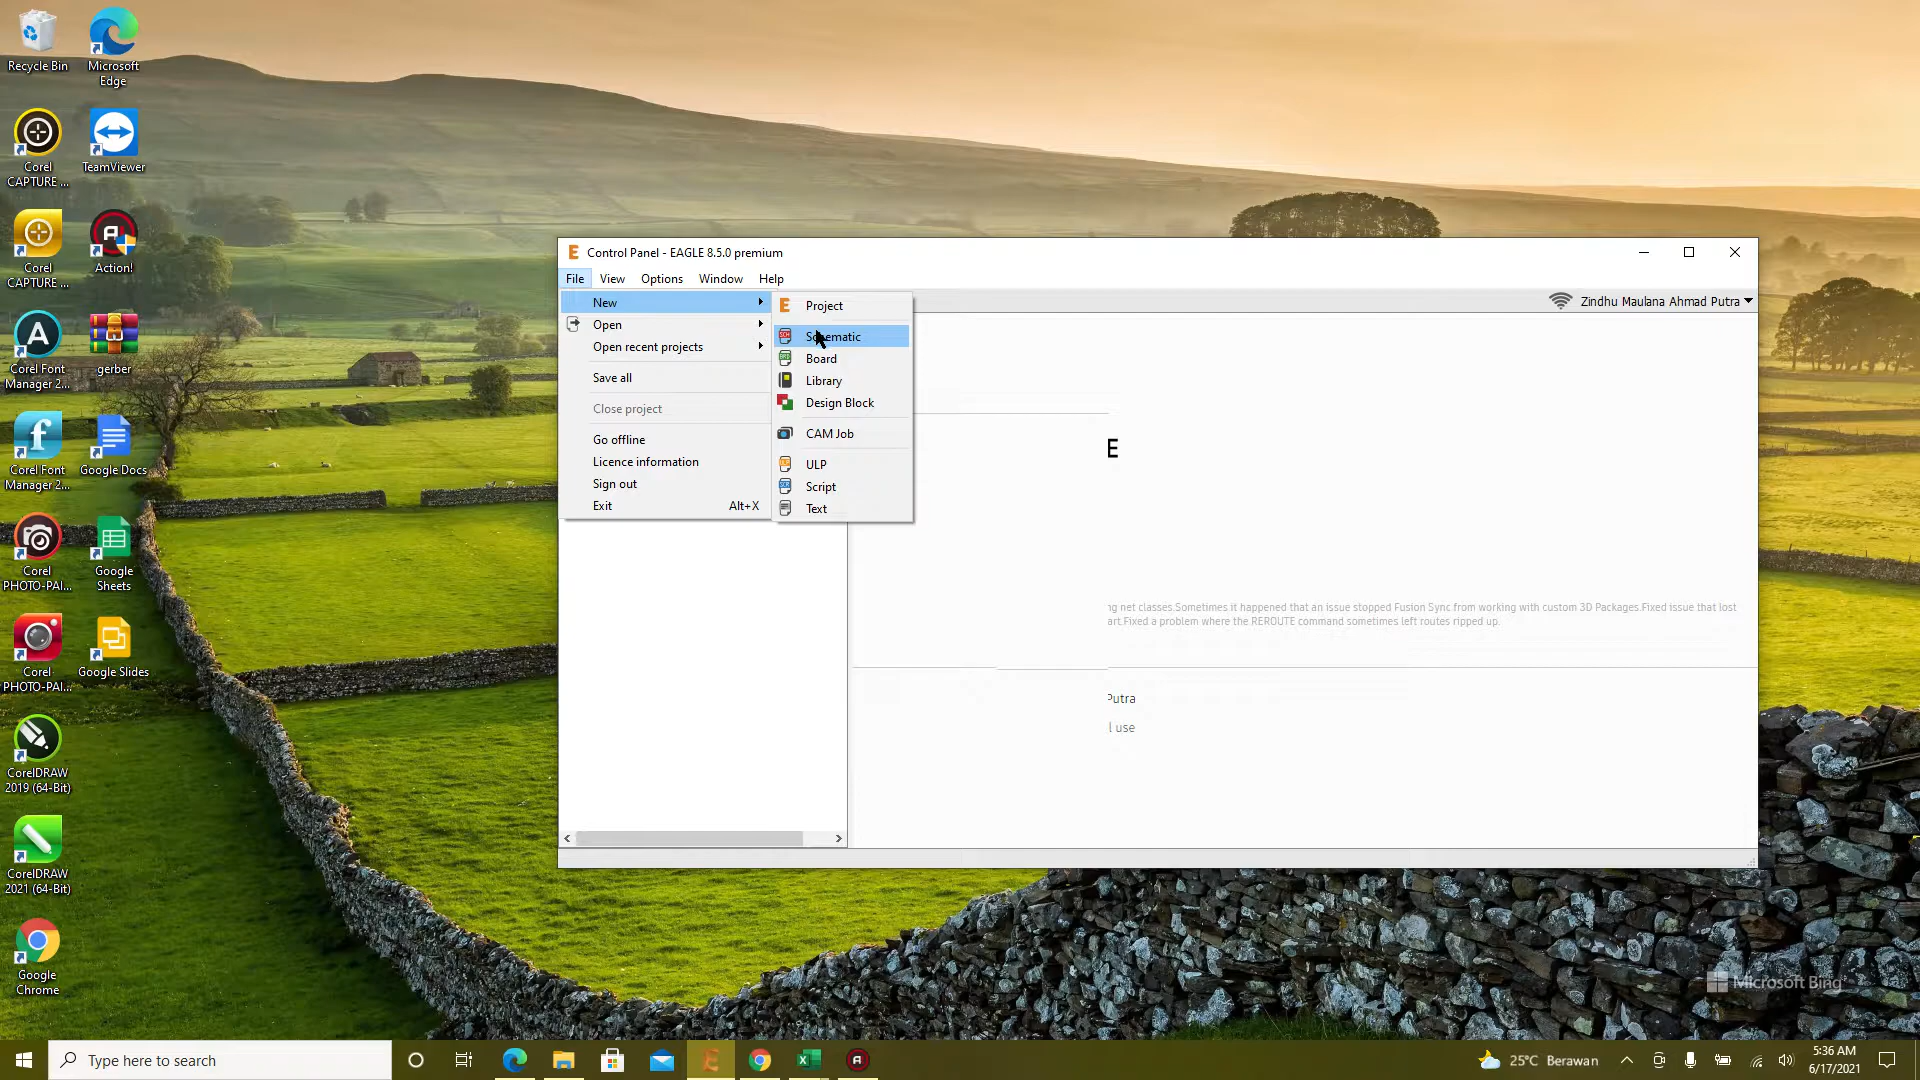 Recycle Bin
Microsoft
Edge
Corel
CAPTURE ...
TeamViewer
Corel
CAPTURE ...
Action!
Corel Font
Manager 2...
gerber
Corel Font
Manager 2...
Google Docs
Corel
PHOTO-PAI...
Google
Sheets
Corel
PHOTO-PAI...
Google Slides
CorelDRAW
2019 (64-Bit)
CorelDRAW
2021 (64-Bit)
Google
Chrome
Control Panel - EAGLE 8.5.0 premium
File View Options Window Help
Zindhu Maulana Ahmad Putra
New
Open
Open recent projects
Save all
Close project
Go offline
Licence information
Sign out
Exit Alt+X
Project
Schematic
Board
Library
Design Block
CAM Job
ULP
Script
Text
E
ng net classes.Sometimes it happened that an issue stopped Fusion Sync from working with custom 3D Packages.Fixed issue that lost
art.Fixed a problem where the REROUTE command sometimes left routes ripped up.
Putra
l use
Microsoft Bing
Type here to search
25°C Berawan
5:36 AM
6/17/2021